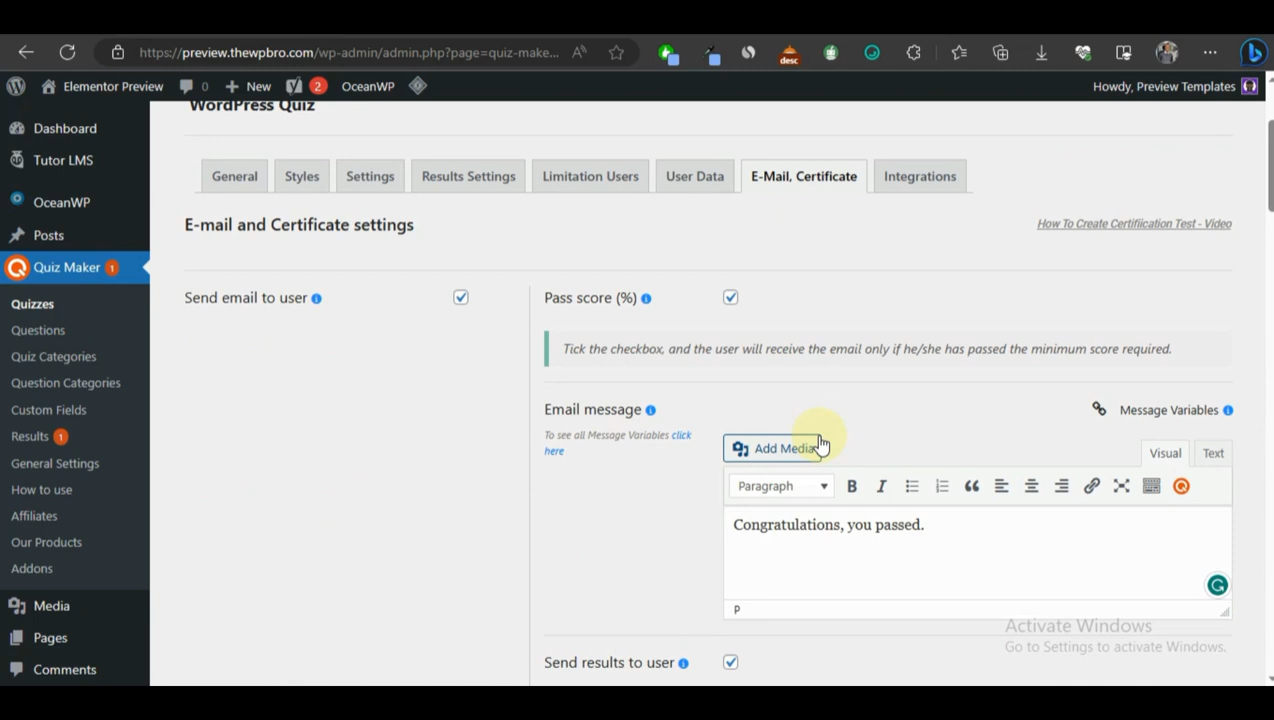 https://preview.thewpbro.com/wp-admin/admin.php?page=quiz-make...
desc
Elementor Preview
0
New
2
OceanWP
Howdy, Preview Templates
Dashboard
Tutor LMS
OceanWP
Posts
Quiz Maker 1
Quizzes
Questions
Quiz Categories
Question Categories
Custom Fields
Results 1
General Settings
How to use
Affiliates
Our Products
Addons
Media
Pages
Comments
WordPress Quiz
General
Styles
Settings
Results Settings
Limitation Users
User Data
E-Mail, Certificate
Integrations
E-mail and Certificate settings
How To Create Certification Test - Video
Send email to user
Pass score (%)
Tick the checkbox, and the user will receive the email only if he/she has passed the minimum score required.
Email message
Message Variables
To see all Message Variables click
here
Add Media
Visual
Text
Paragraph
B
I
Congratulations, you passed.
P
Activate Windows
Go to Settings to activate Windows.
Send results to user